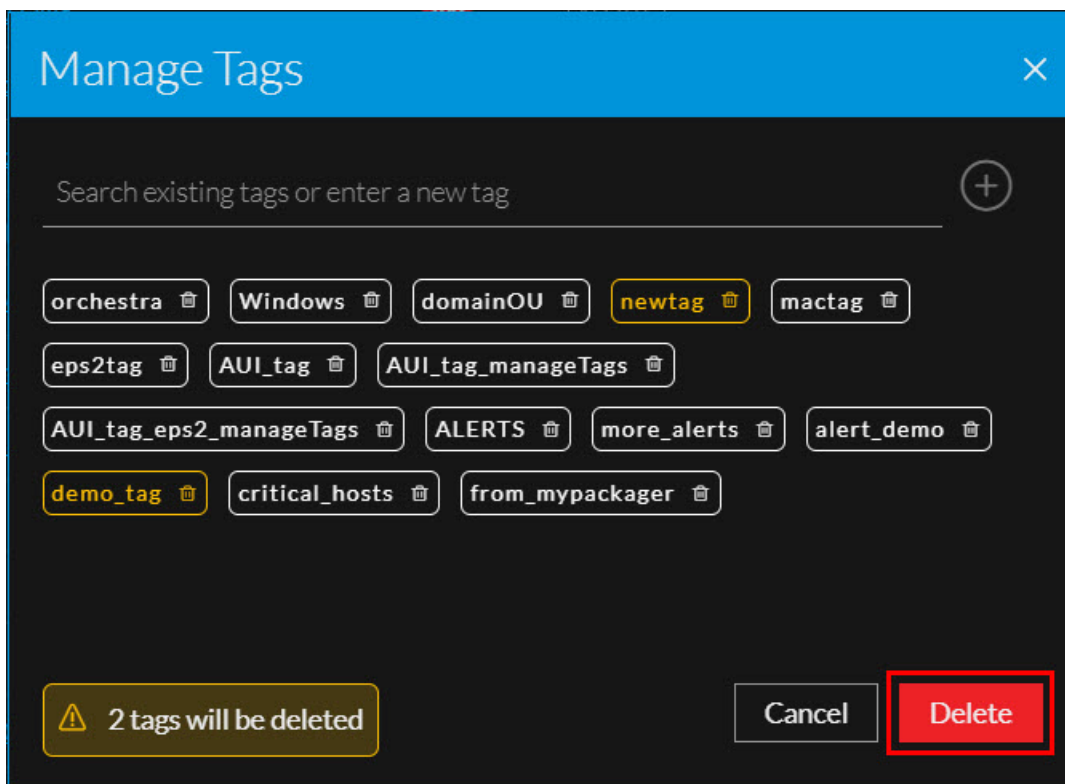 Manage Tags
Search existing tags or enter a new tag
orchestra Windows domainOU newtag mactag
eps2tag AUI_tag AUI_tag_manageTags
AUI_tag_eps2_manageTags ALERTS more_alerts alert_demo
demo_tag critical_hosts from_mypackager
2 tags will be deleted Cancel Delete